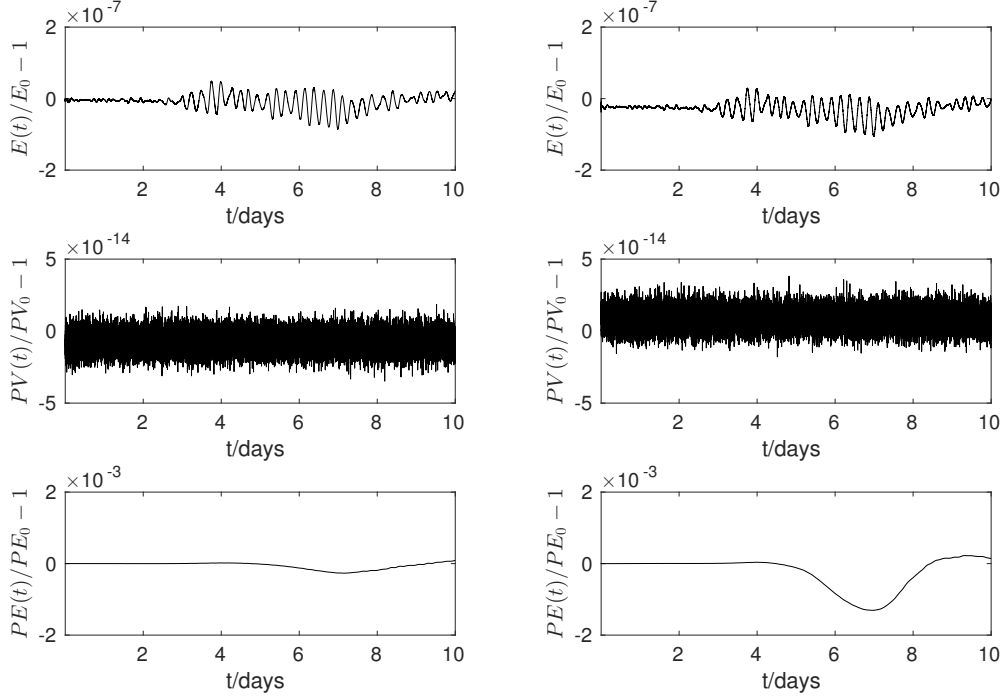 ×10^-7
2
0
-2
E(t)/E_0 − 1
2 4 6 8 10
t/days
×10^-7
2
0
-2
E(t)/E_0 − 1
2 4 6 8 10
t/days
×10^-14
5
0
-5
PV(t)/PV_0 − 1
2 4 6 8 10
t/days
×10^-14
5
0
-5
PV(t)/PV_0 − 1
2 4 6 8 10
t/days
×10^-3
2
0
-2
PE(t)/PE_0 − 1
2 4 6 8 10
t/days
×10^-3
2
0
-2
PE(t)/PE_0 − 1
2 4 6 8 10
t/days